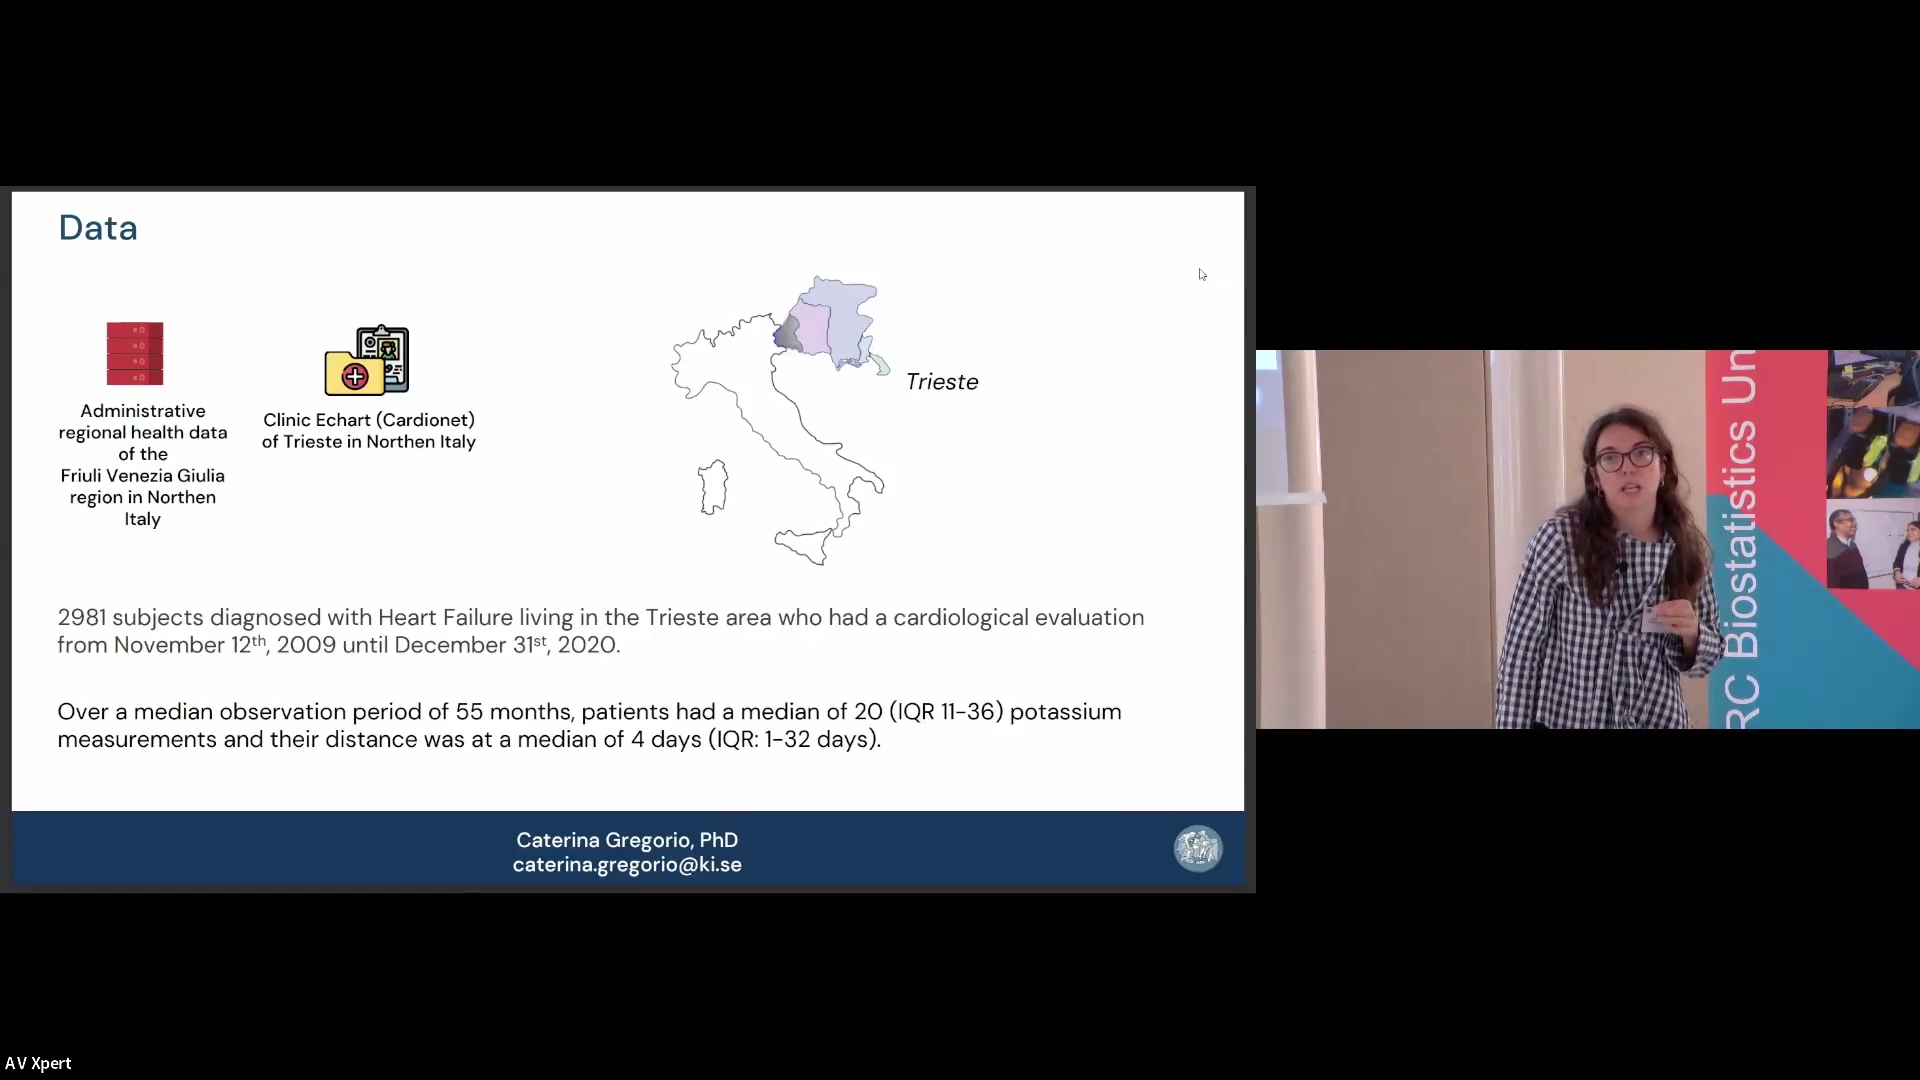 Data
Administrative
regional health data
of the
Friuli Venezia Giulia
region in Northen
Italy
Clinic Echart (Cardionet)
of Trieste in Northen Italy
Trieste
2981 subjects diagnosed with Heart Failure living in the Trieste area who had a cardiological evaluation
from November 12th, 2009 until December 31st, 2020.
Over a median observation period of 55 months, patients had a median of 20 (IQR 11-36) potassium
measurements and their distance was at a median of 4 days (IQR: 1-32 days).
Caterina Gregorio, PhD
caterina.gregorio@ki.se
RC Biostatistics Un
AV Xpert